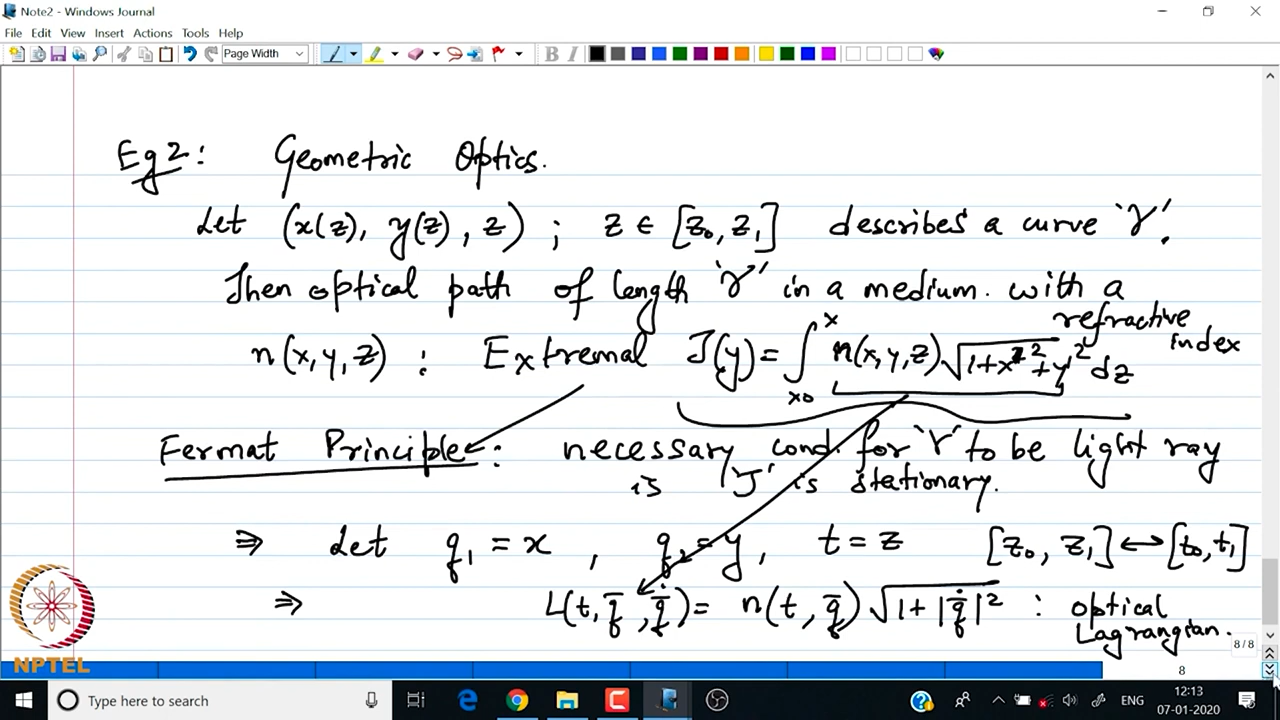 Note2 - Windows Journal
File Edit View Insert Actions Tools Help
Page Width
Eg 2: Geometric Optics.
Let (x(z), y(z), z) ; z ∈ [z₀, z₁] describes a curve 'γ'.
Then optical path of length 'γ' in a medium. with a
refractive index
n(x, y, z) : Extremal J(y) = ∫ₓ₀ˣ n(x, y, z) √(1+x'²+y'²) dz
Fermat Principle : necessary cond. for 'γ' to be light ray
is 'J' is stationary.
⇒ Let q₁ = x , q₂ = y, t = z [z₀, z₁] ↔ [t₀, t₁]
⇒ L(t, q̄, q̄̇) = n(t, q̄) √(1 + |q̄̇|²) : optical
Lagrangian.
NPTEL
8/8
8
Type here to search
ENG
12:13
07-01-2020